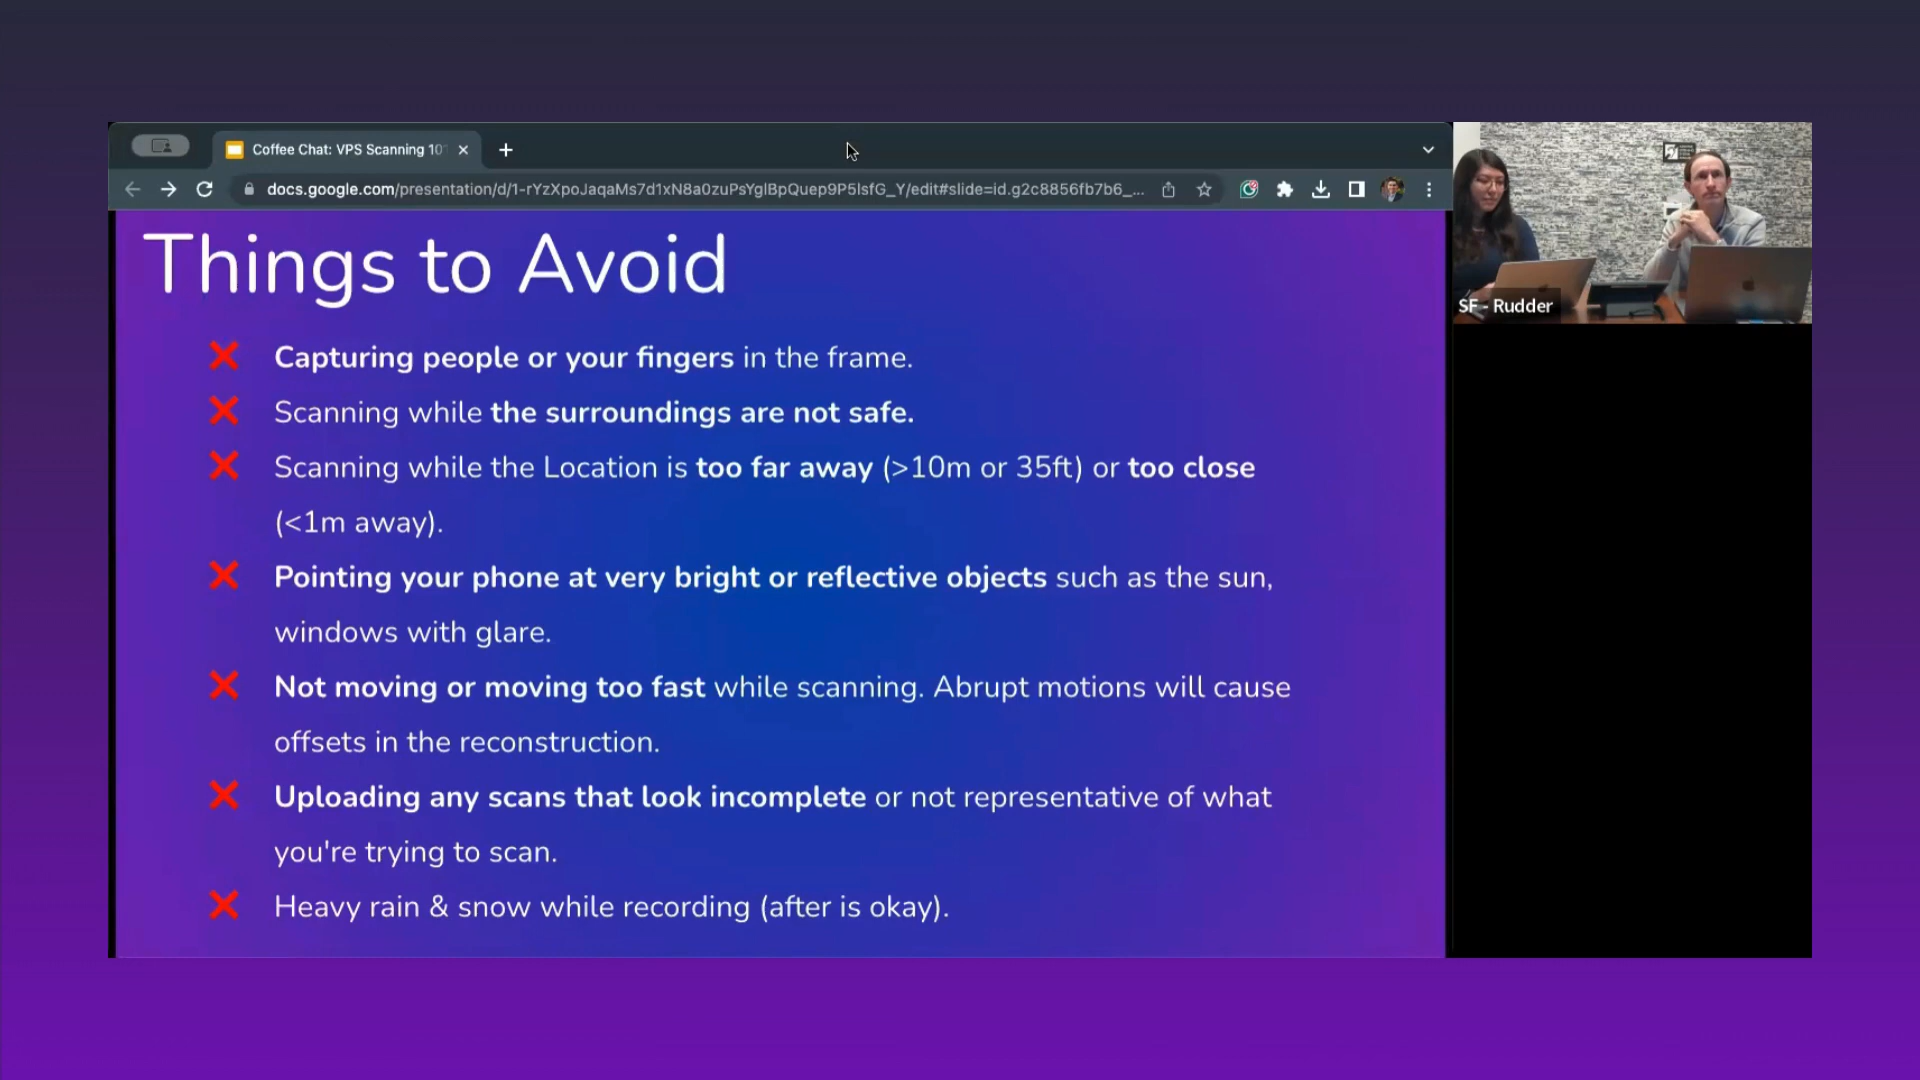 Coffee Chat: VPS Scanning 101
docs.google.com/presentation/d/1-rYzXpoJaqaMs7d1xN8a0zuPsYglBpQuep9P5lsfG_Y/edit#slide=id.g2c8856fb7b6_...
Things to Avoid
Capturing people or your fingers in the frame.
Scanning while the surroundings are not safe.
Scanning while the Location is too far away (>10m or 35ft) or too close
(<1m away).
Pointing your phone at very bright or reflective objects such as the sun,
windows with glare.
Not moving or moving too fast while scanning. Abrupt motions will cause
offsets in the reconstruction.
Uploading any scans that look incomplete or not representative of what
you're trying to scan.
Heavy rain & snow while recording (after is okay).
SF - Rudder